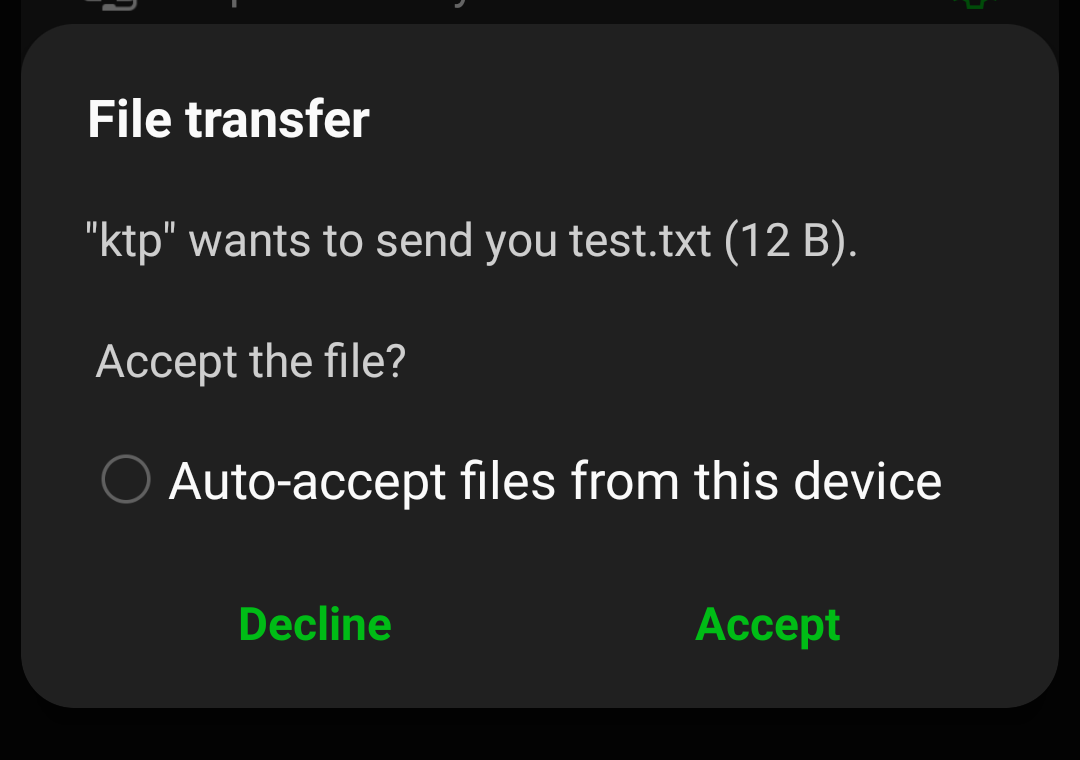 File transfer
"ktp" wants to send you test.txt (12 B).
Accept the file?
Auto-accept files from this device
Decline
Accept